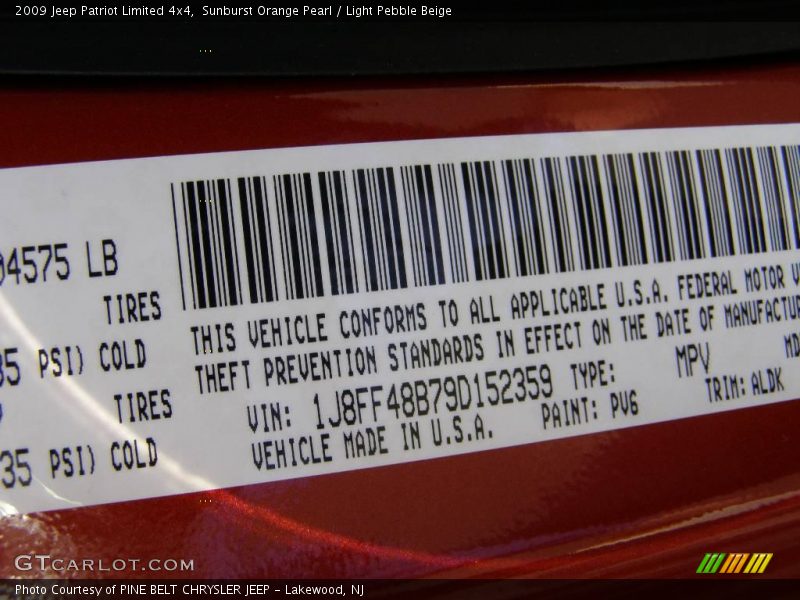 2009 Jeep Patriot Limited 4x4, Sunburst Orange Pearl / Light Pebble Beige
04575 LB
TIRES
35 PSI) COLD
TIRES
35 PSI) COLD
THIS VEHICLE CONFORMS TO ALL APPLICABLE U.S.A. FEDERAL MOTOR V
THEFT PREVENTION STANDARDS IN EFFECT ON THE DATE OF MANUFACTU
VIN: 1J8FF48B79D152359 TYPE: MPV MD
VEHICLE MADE IN U.S.A. PAINT: PV6 TRIM: ALDK
GTCARLOT.COM
Photo Courtesy of PINE BELT CHRYSLER JEEP - Lakewood, NJ